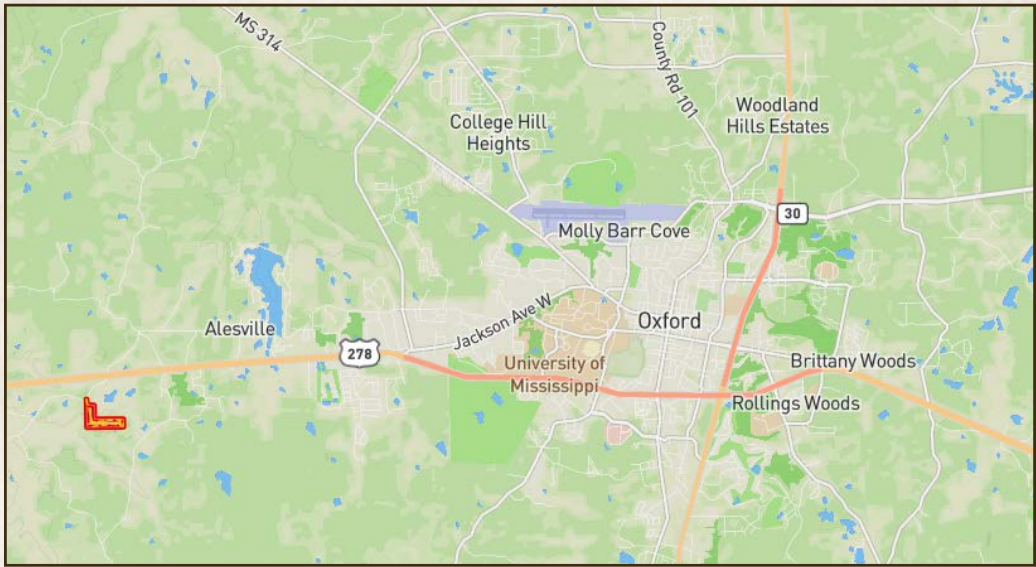 MS 314
County Rd 101
Woodland
Hills Estates
College Hill
Heights
30
Molly Barr Cove
Alesville
Jackson Ave W
Oxford
278
University of
Mississippi
Brittany Woods
Rollings Woods